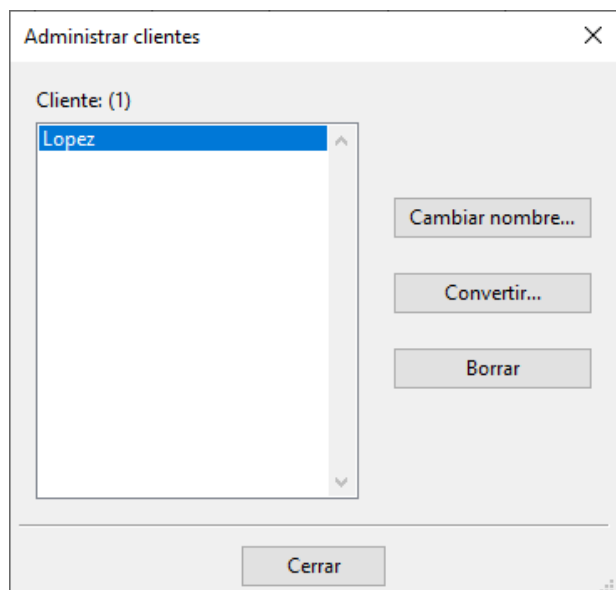 Administrar clientes
Cliente: (1)
Lopez
Cambiar nombre...
Convertir...
Borrar
Cerrar